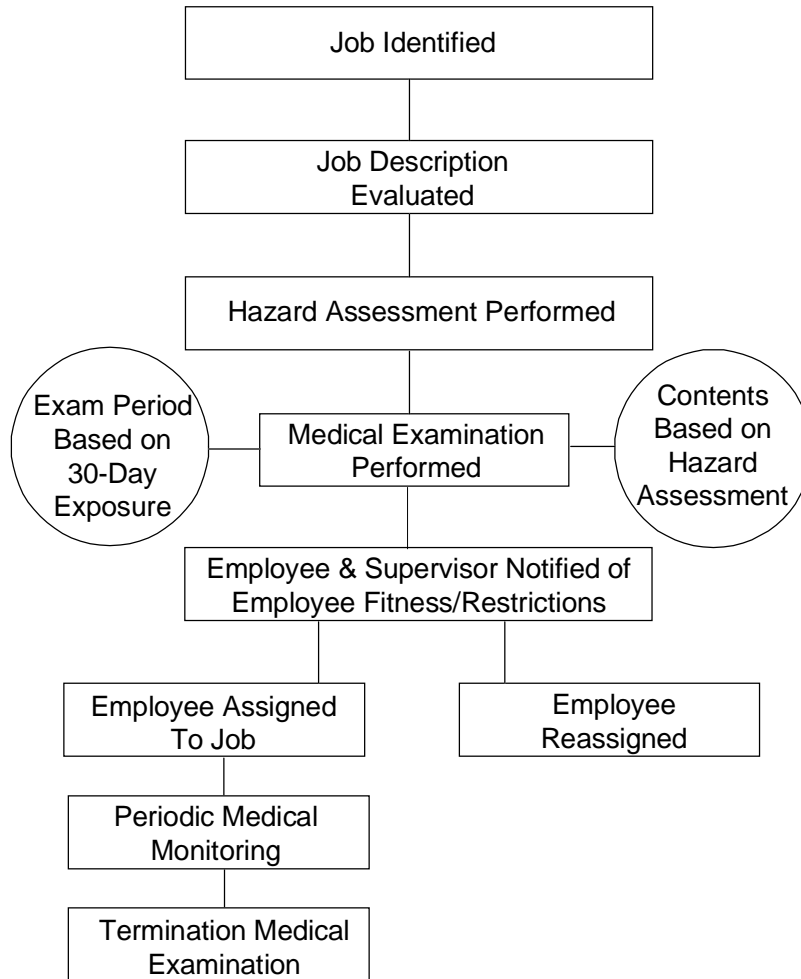 Job Identified
Job Description
Evaluated
Hazard Assessment Performed
Exam Period
Based on
30-Day
Exposure
Medical Examination
Performed
Contents
Based on
Hazard
Assessment
Employee & Supervisor Notified of
Employee Fitness/Restrictions
Employee Assigned
To Job
Employee
Reassigned
Periodic Medical
Monitoring
Termination Medical
Examination